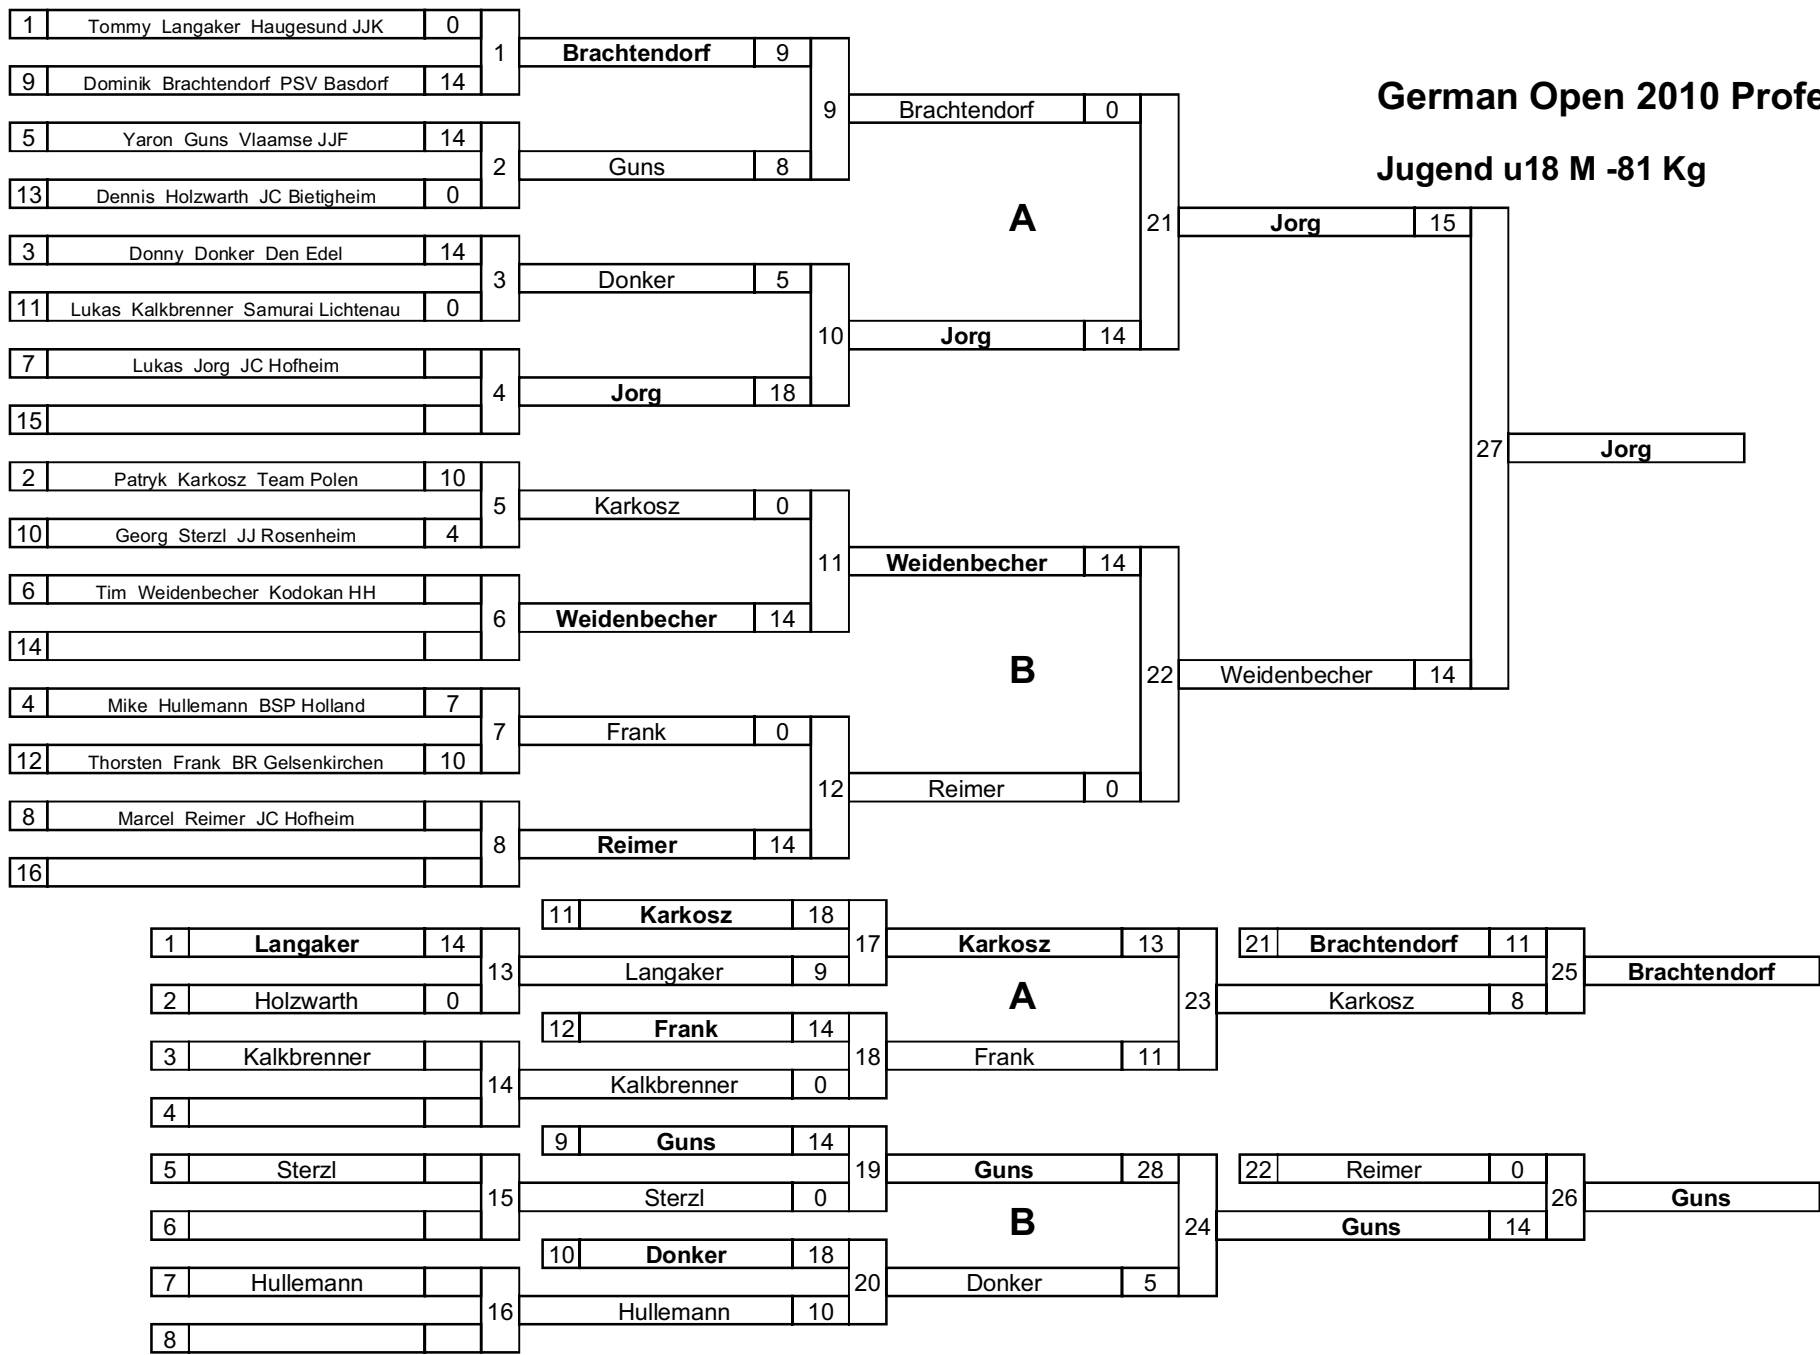 German Open 2010 Profe
Jugend u18 M -81 Kg
1 Tommy Langaker Haugesund JJK 0
1
9 Dominik Brachtendorf PSV Basdorf 14
Brachtendorf 9
5 Yaron Guns Vlaamse JJF 14
2
13 Dennis Holzwarth JC Bietigheim 0
Guns 8
9
3 Donny Donker Den Edel 14
3
11 Lukas Kalkbrenner Samurai Lichtenau 0
Donker 5
7 Lukas Jorg JC Hofheim
4
15
Jorg 18
10
Brachtendorf 0
A
21
Jorg 14
2 Patryk Karkosz Team Polen 10
5
10 Georg Sterzl JJ Rosenheim 4
Karkosz 0
6 Tim Weidenbecher Kodokan HH
6
14
Weidenbecher 14
11
4 Mike Hullemann BSP Holland 7
7
12 Thorsten Frank BR Gelsenkirchen 10
Frank 0
8 Marcel Reimer JC Hofheim
8
16
Reimer 14
12
Weidenbecher 14
B
22
Reimer 0
Jorg 15
27
Weidenbecher 14
Jorg
1 Langaker 14
13
2 Holzwarth 0
11 Karkosz 18
17
Langaker 9
3 Kalkbrenner
14
4
12 Frank 14
18
Kalkbrenner 0
Karkosz 13
A
23
Frank 11
21 Brachtendorf 11
25
Karkosz 8
Brachtendorf
5 Sterzl
15
6
9 Guns 14
19
Sterzl 0
7 Hullemann
16
8
10 Donker 18
20
Hullemann 10
Guns 28
B
24
Donker 5
22 Reimer 0
26
Guns 14
Guns